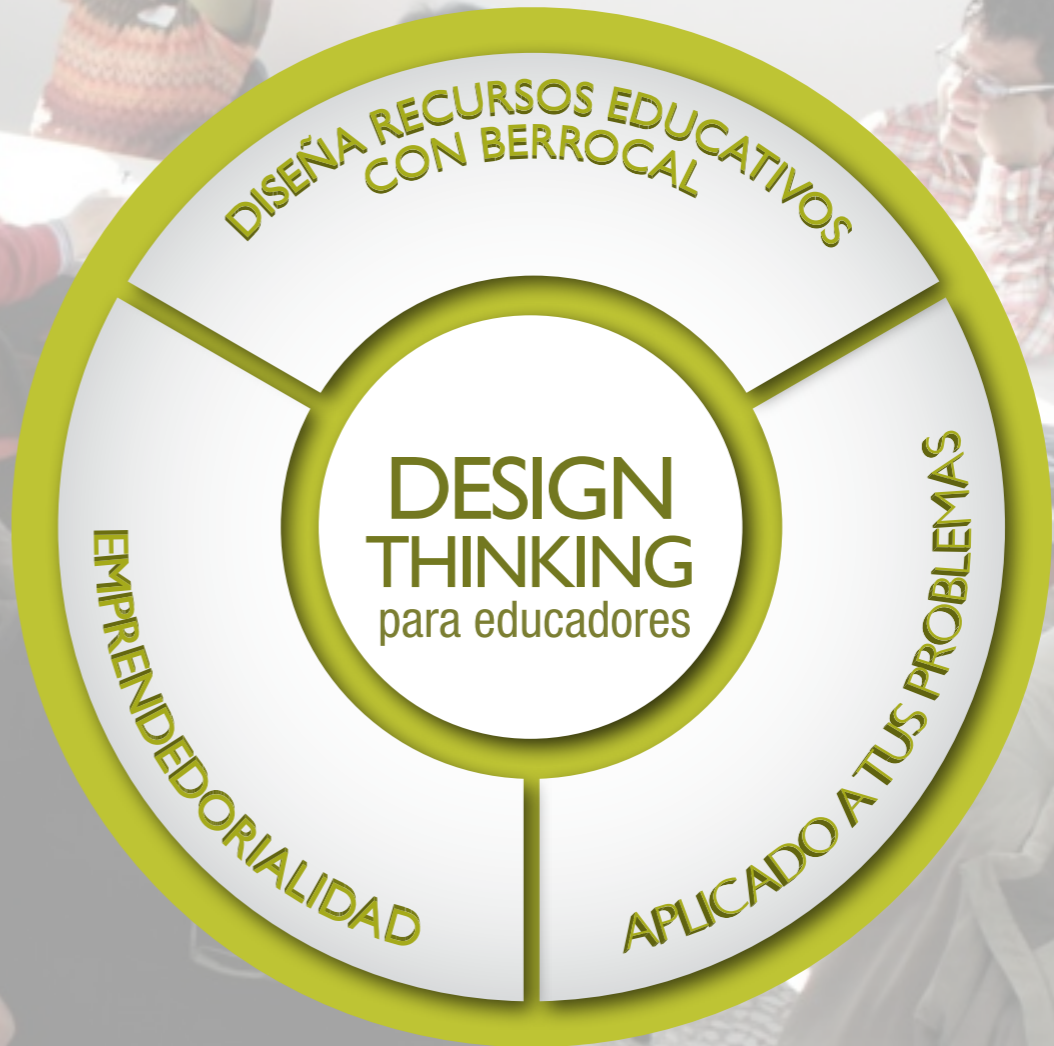 DISEÑA RECURSOS EDUCATIVOS
CON BERROCAL
DESIGN
THINKING
para educadores
EMPRENDEDORIALIDAD
APLICADO A TUS PROBLEMAS